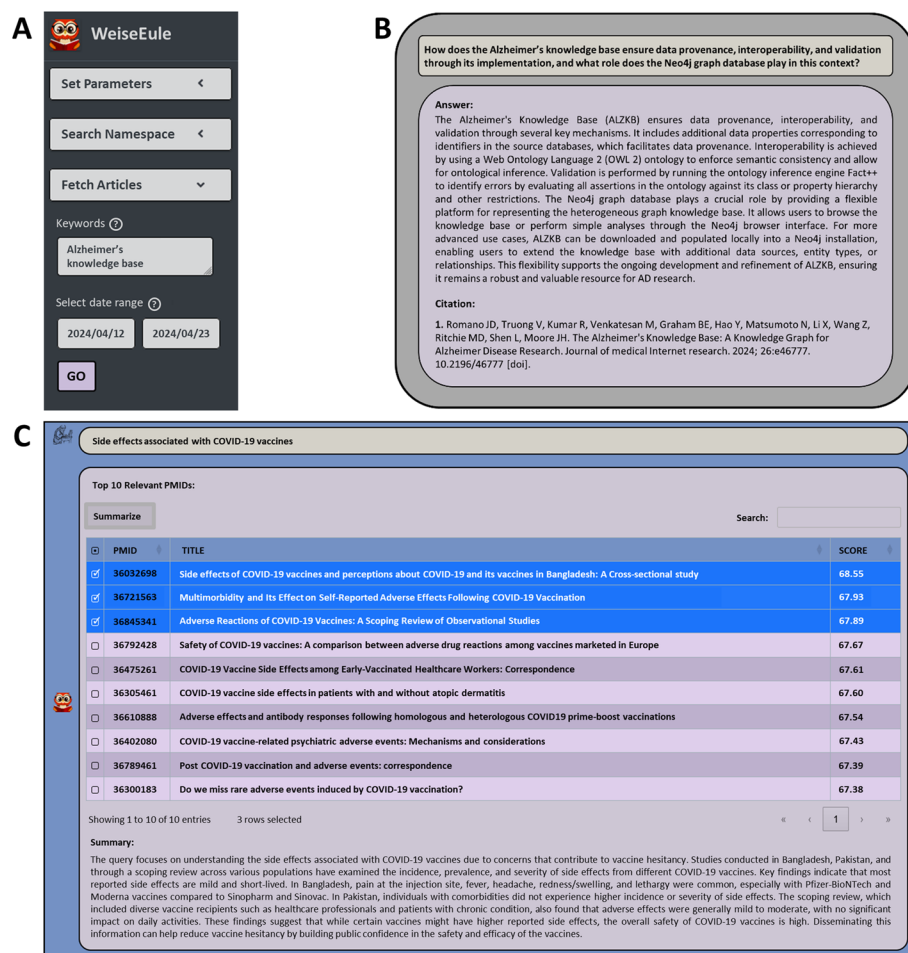 A
WeiseEule
Set Parameters
Search Namespace
Fetch Articles
Keywords ?
Alzheimer's
knowledge base
Select date range ?
2024/04/12 2024/04/23
GO
B
How does the Alzheimer's knowledge base ensure data provenance, interoperability, and validation
through its implementation, and what role does the Neo4j graph database play in this context?
Answer:
The Alzheimer's Knowledge Base (ALZKB) ensures data provenance, interoperability, and
validation through several key mechanisms. It includes additional data properties corresponding to
identifiers in the source databases, which facilitates data provenance. Interoperability is achieved
by using a Web Ontology Language 2 (OWL 2) ontology to enforce semantic consistency and allow
for ontological inference. Validation is performed by running the ontology inference engine Fact++
to identify errors by evaluating all assertions in the ontology against its class or property hierarchy
and other restrictions. The Neo4j graph database plays a crucial role by providing a flexible
platform for representing the heterogeneous graph knowledge base. It allows users to browse the
knowledge base or perform simple analyses through the Neo4j browser interface. For more
advanced use cases, ALZKB can be downloaded and populated locally into a Neo4j installation,
enabling users to extend the knowledge base with additional data sources, entity types, or
relationships. This flexibility supports the ongoing development and refinement of ALZKB, ensuring
it remains a robust and valuable resource for AD research.
Citation:
1. Romano JD, Truong V, Kumar R, Venkatesan M, Graham BE, Hao Y, Matsumoto N, Li X, Wang Z,
Ritchie MD, Shen L, Moore JH. The Alzheimer's Knowledge Base: A Knowledge Graph for
Alzheimer Disease Research. Journal of medical Internet research. 2024; 26:e46777.
10.2196/46777 [doi].
C
Side effects associated with COVID-19 vaccines
Top 10 Relevant PMIDs:
Summarize
Search:
PMID TITLE SCORE
36032698 Side effects of COVID-19 vaccines and perceptions about COVID-19 and its vaccines in Bangladesh: A Cross-sectional study 68.55
36721563 Multimorbidity and Its Effect on Self-Reported Adverse Effects Following COVID-19 Vaccination 67.93
36845341 Adverse Reactions of COVID-19 Vaccines: A Scoping Review of Observational Studies 67.89
36792428 Safety of COVID-19 vaccines: A comparison between adverse drug reactions among vaccines marketed in Europe 67.67
36475261 COVID-19 Vaccine Side Effects among Early-Vaccinated Healthcare Workers: Correspondence 67.61
36305461 COVID-19 vaccine side effects in patients with and without atopic dermatitis 67.60
36610888 Adverse effects and antibody responses following homologous and heterologous COVID19 prime-boost vaccinations 67.54
36402080 COVID-19 vaccine-related psychiatric adverse events: Mechanisms and considerations 67.43
36789461 Post COVID-19 vaccination and adverse events: correspondence 67.39
36300183 Do we miss rare adverse events induced by COVID-19 vaccination? 67.38
Showing 1 to 10 of 10 entries 3 rows selected « ‹ 1 › »
Summary:
The query focuses on understanding the side effects associated with COVID-19 vaccines due to concerns that contribute to vaccine hesitancy. Studies conducted in Bangladesh, Pakistan, and
through a scoping review across various populations have examined the incidence, prevalence, and severity of side effects from different COVID-19 vaccines. Key findings indicate that most
reported side effects are mild and short-lived. In Bangladesh, pain at the injection site, fever, headache, redness/swelling, and lethargy were common, especially with Pfizer-BioNTech and
Moderna vaccines compared to Sinopharm and Sinovac. In Pakistan, individuals with comorbidities did not experience higher incidence or severity of side effects. The scoping review, which
included diverse vaccine recipients such as healthcare professionals and patients with chronic condition, also found that adverse effects were generally mild to moderate, with no significant
impact on daily activities. These findings suggest that while certain vaccines might have higher reported side effects, the overall safety of COVID-19 vaccines is high. Disseminating this
information can help reduce vaccine hesitancy by building public confidence in the safety and efficacy of the vaccines.